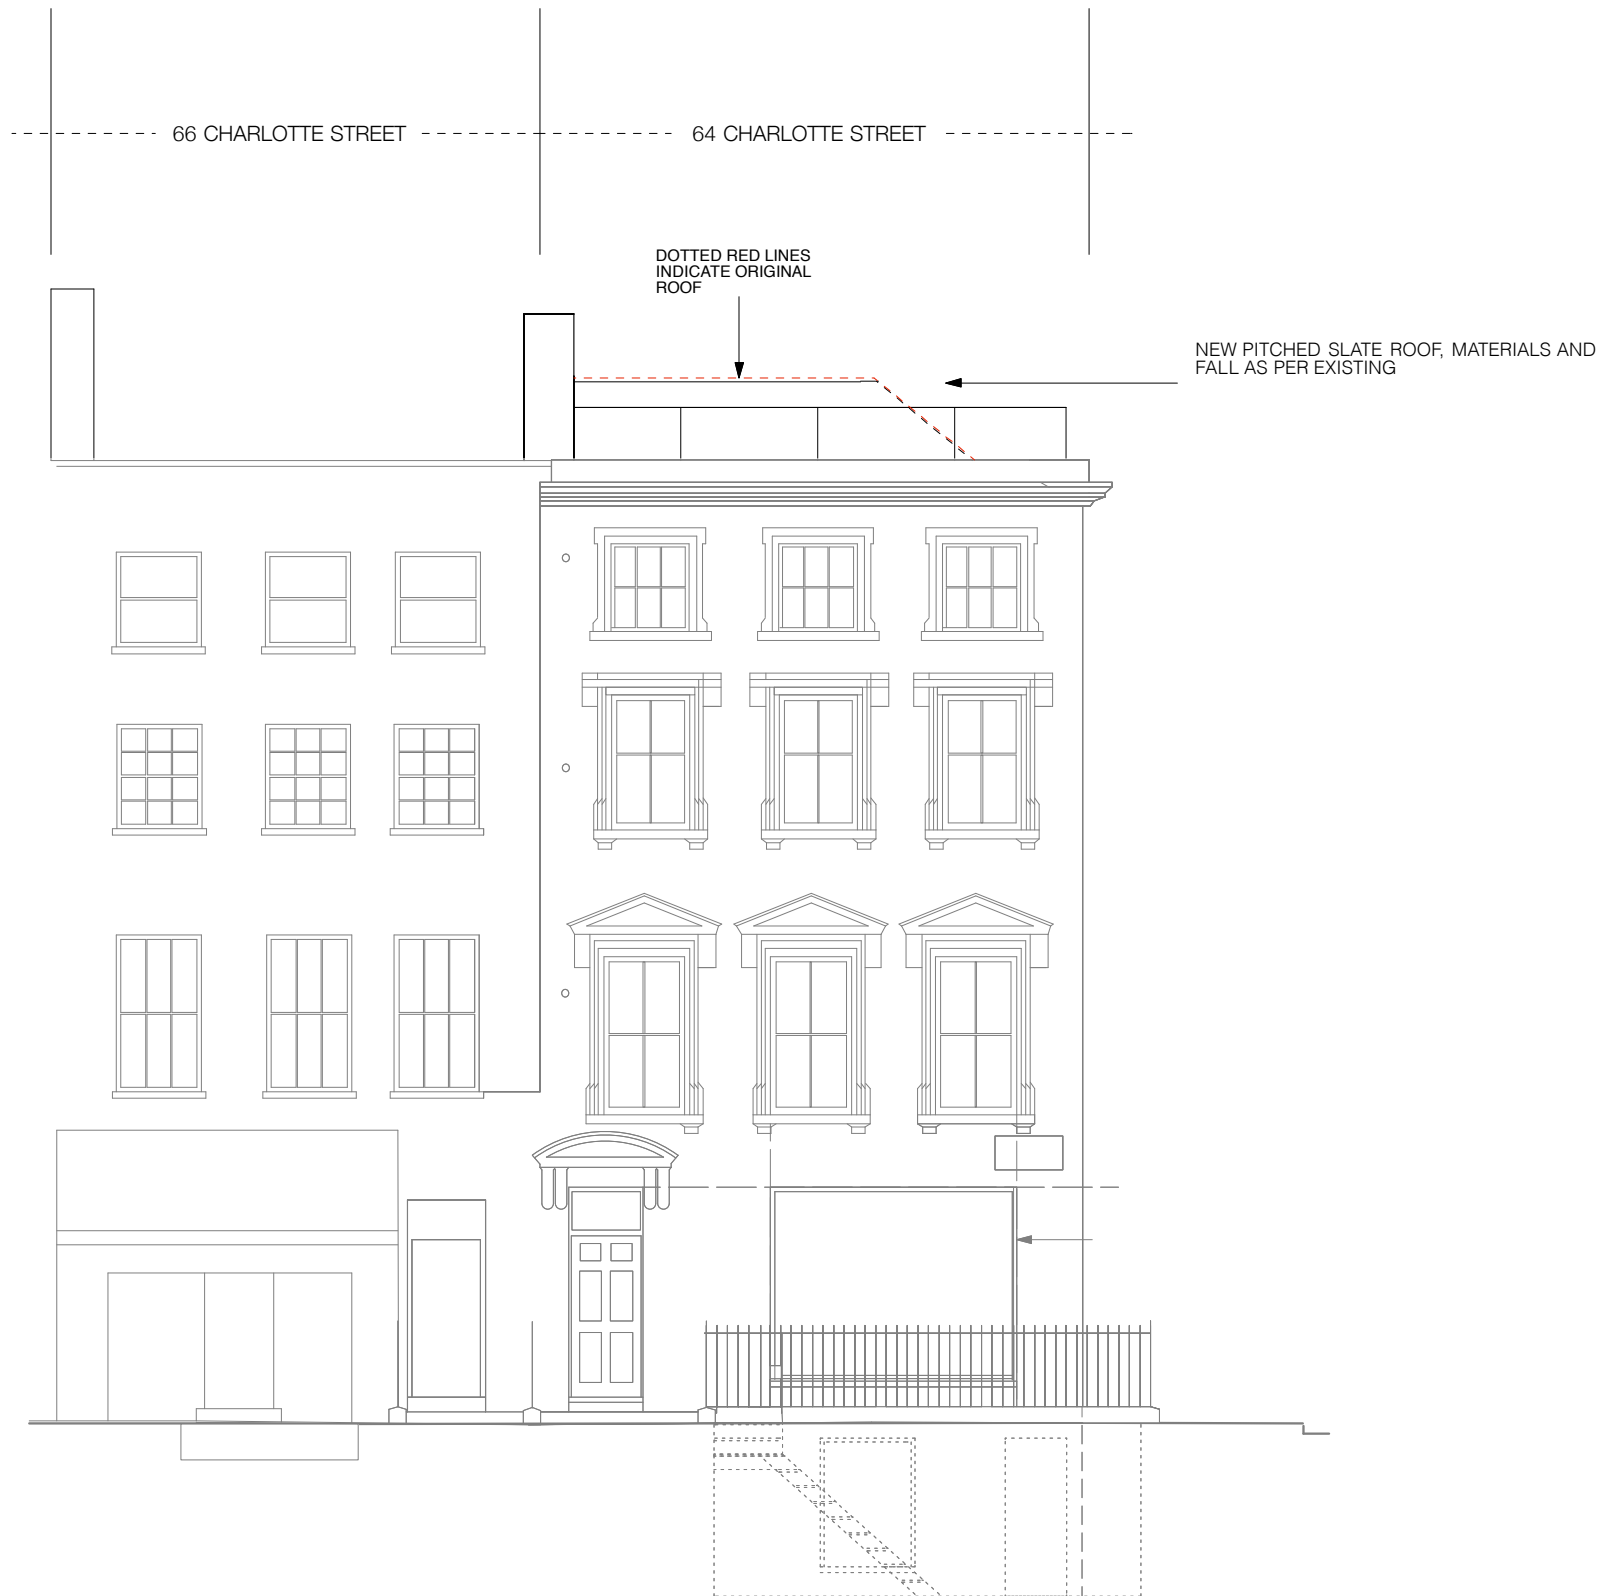 66 CHARLOTTE STREET
64 CHARLOTTE STREET
DOTTED RED LINES
INDICATE ORIGINAL
ROOF
NEW PITCHED SLATE ROOF, MATERIALS AND
FALL AS PER EXISTING